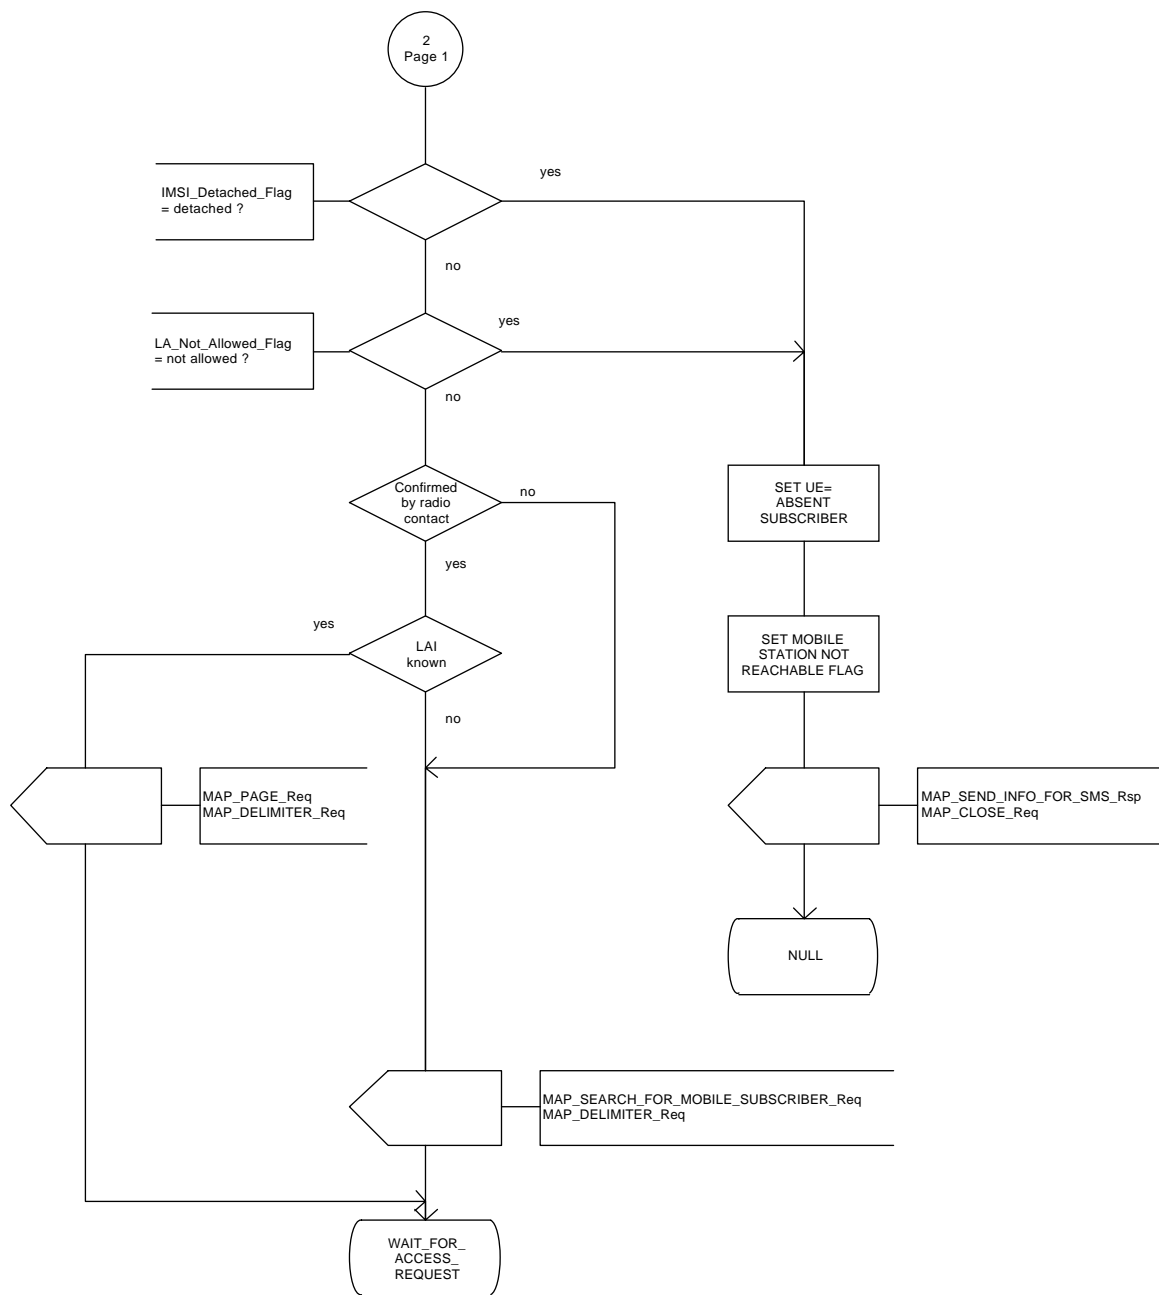 2
Page 1
yes
IMSI_Detached_Flag
= detached ?
no
yes
LA_Not_Allowed_Flag
= not allowed ?
no
Confirmed
by radio
contact
no
SET UE=
ABSENT
SUBSCRIBER
yes
yes
LAI
known
SET MOBILE
STATION NOT
REACHABLE FLAG
no
MAP_PAGE_Req
MAP_DELIMITER_Req
MAP_SEND_INFO_FOR_SMS_Rsp
MAP_CLOSE_Req
NULL
MAP_SEARCH_FOR_MOBILE_SUBSCRIBER_Req
MAP_DELIMITER_Req
WAIT_FOR_
ACCESS_
REQUEST